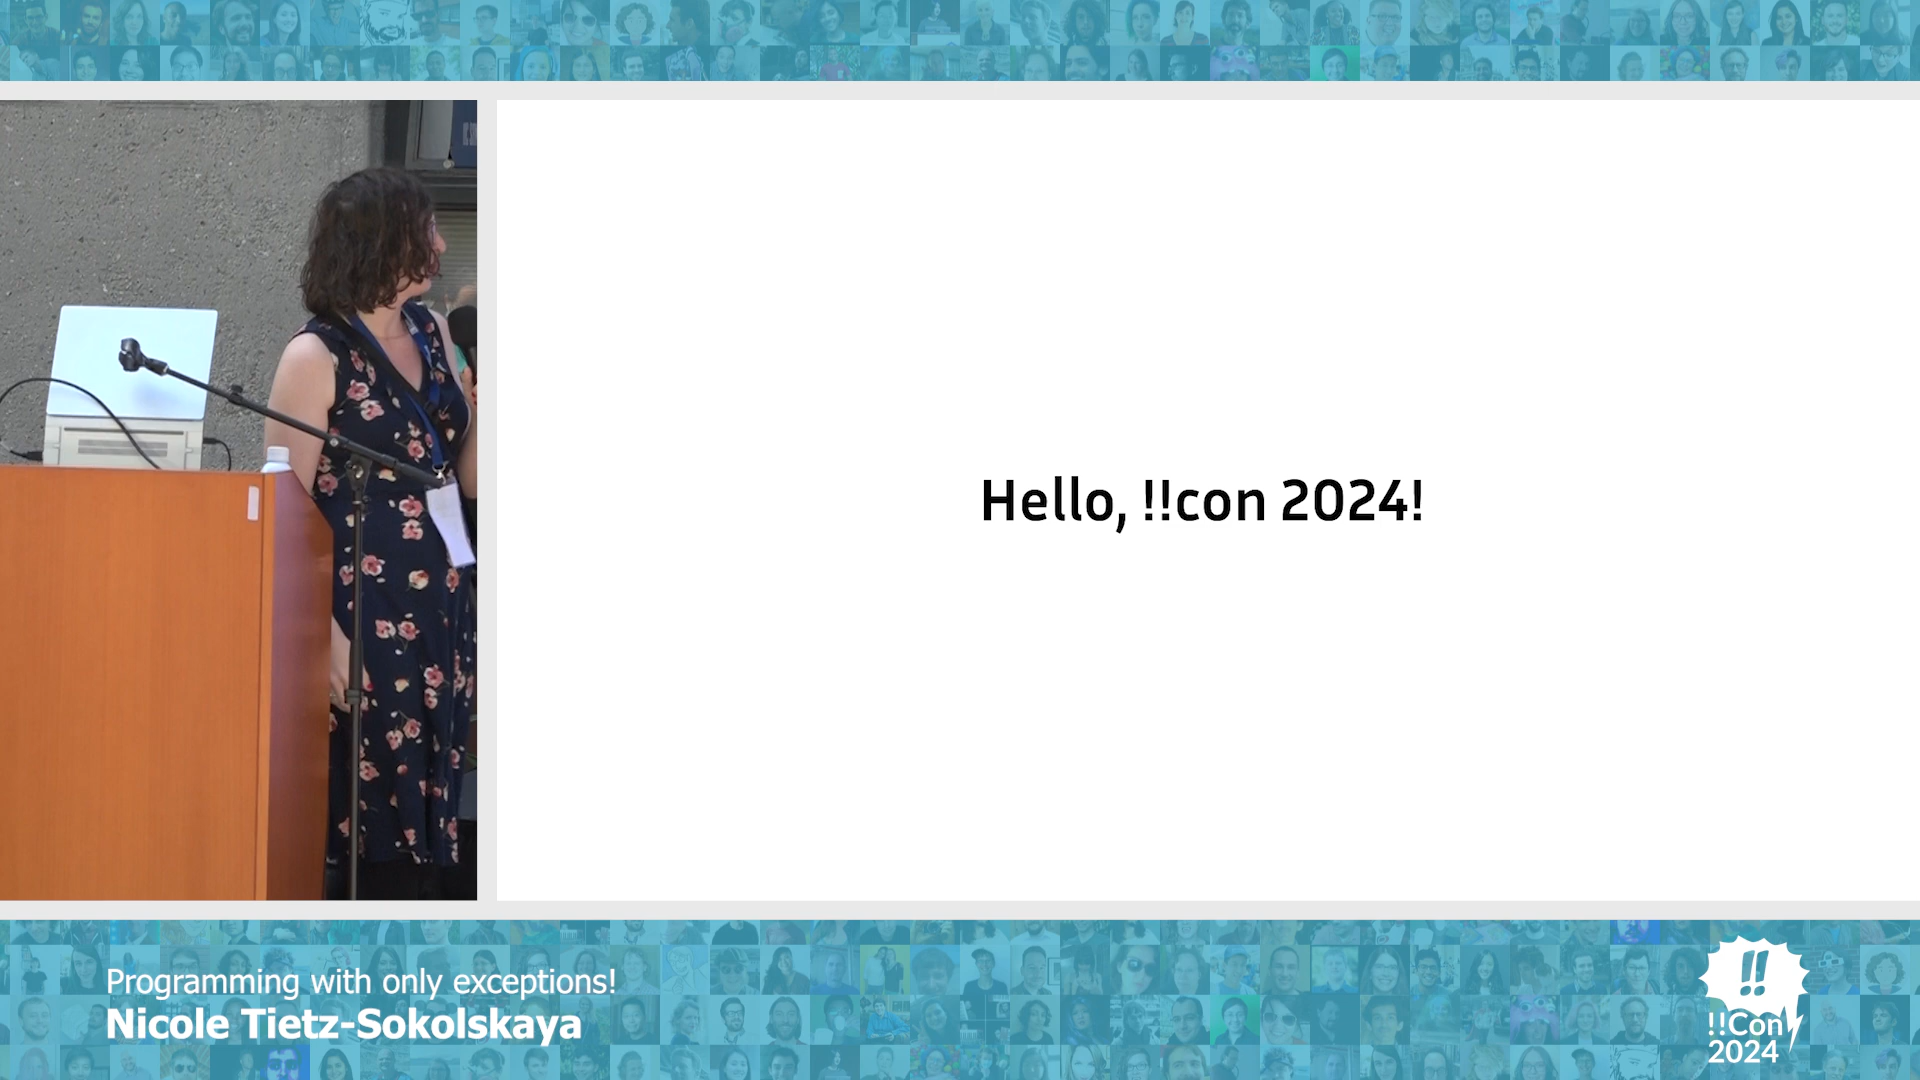 Hello, !!con 2024!
Programming with only exceptions!
Nicole Tietz-Sokolskaya
!!
!!Con
2024